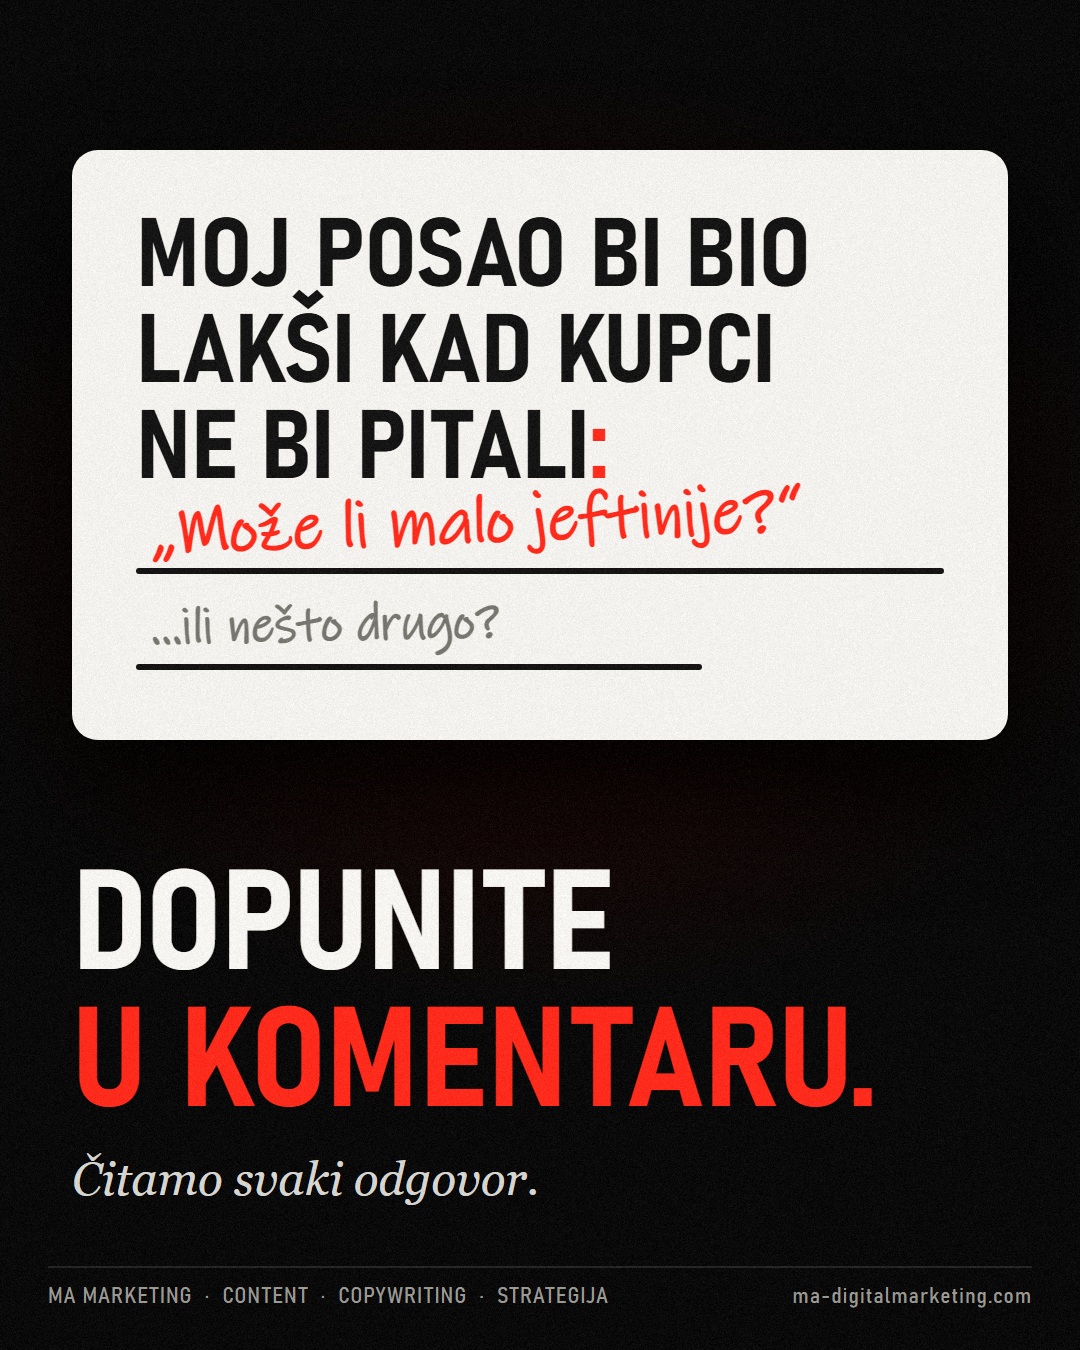 MOJ POSAO BI BIO
LAKŠI KAD KUPCI
NE BI PITALI:
„Može li malo jeftinije?“
...ili nešto drugo?
DOPUNITE
U KOMENTARU.
Čitamo svaki odgovor.
MA MARKETING · CONTENT · COPYWRITING · STRATEGIJA
ma-digitalmarketing.com